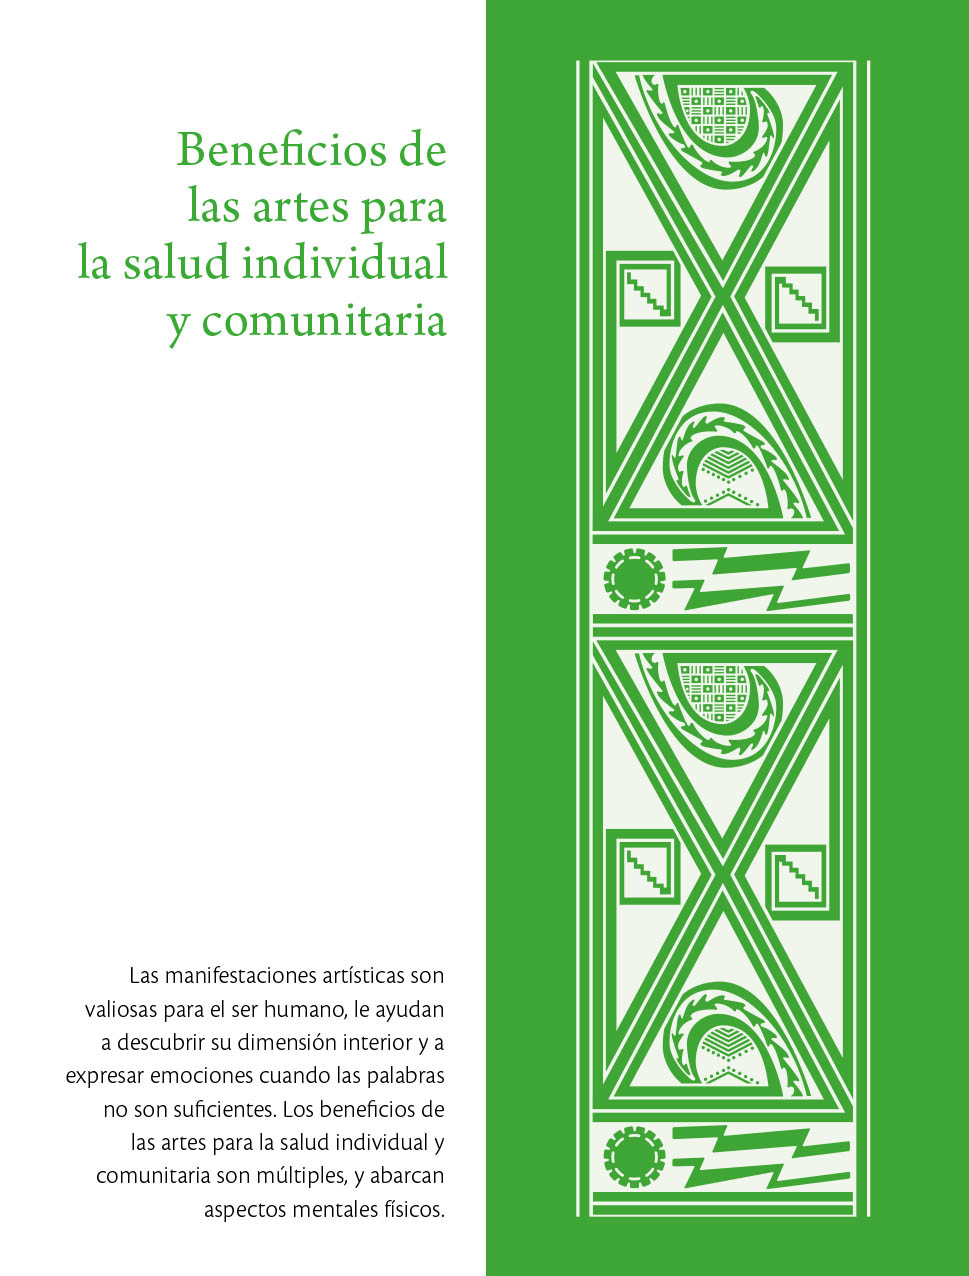 Beneficios de
las artes para
la salud individual
y comunitaria
Las manifestaciones artísticas son
valiosas para el ser humano, le ayudan
a descubrir su dimensión interior y a
expresar emociones cuando las palabras
no son suficientes. Los beneficios de
las artes para la salud individual y
comunitaria son múltiples, y abarcan
aspectos mentales físicos.